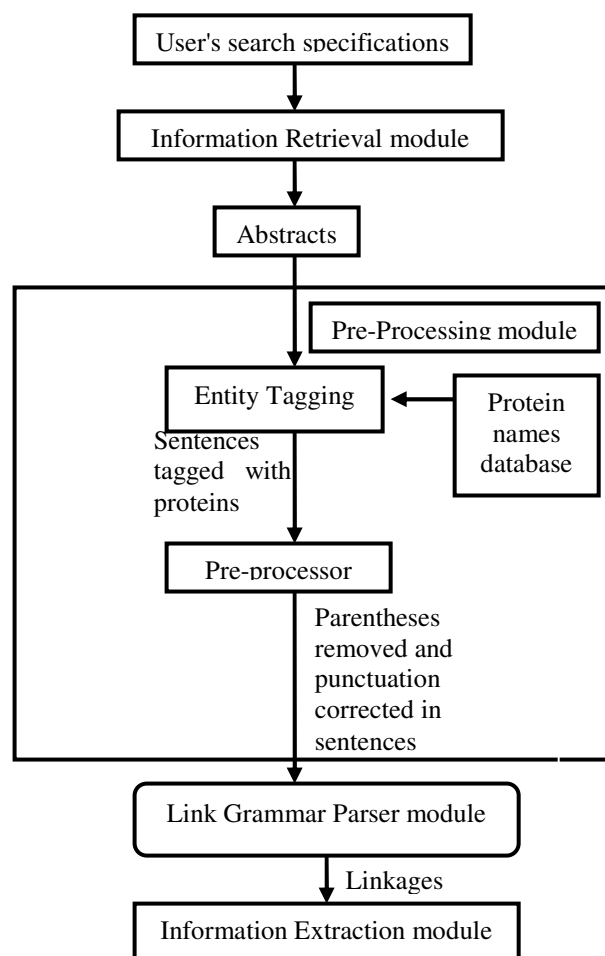 User's search specifications
Information Retrieval module
Abstracts
Pre-Processing module
Entity Tagging
Protein
names
database
Sentences
tagged with
proteins
Pre-processor
Parentheses
removed and
punctuation
corrected in
sentences
Link Grammar Parser module
Linkages
Information Extraction module